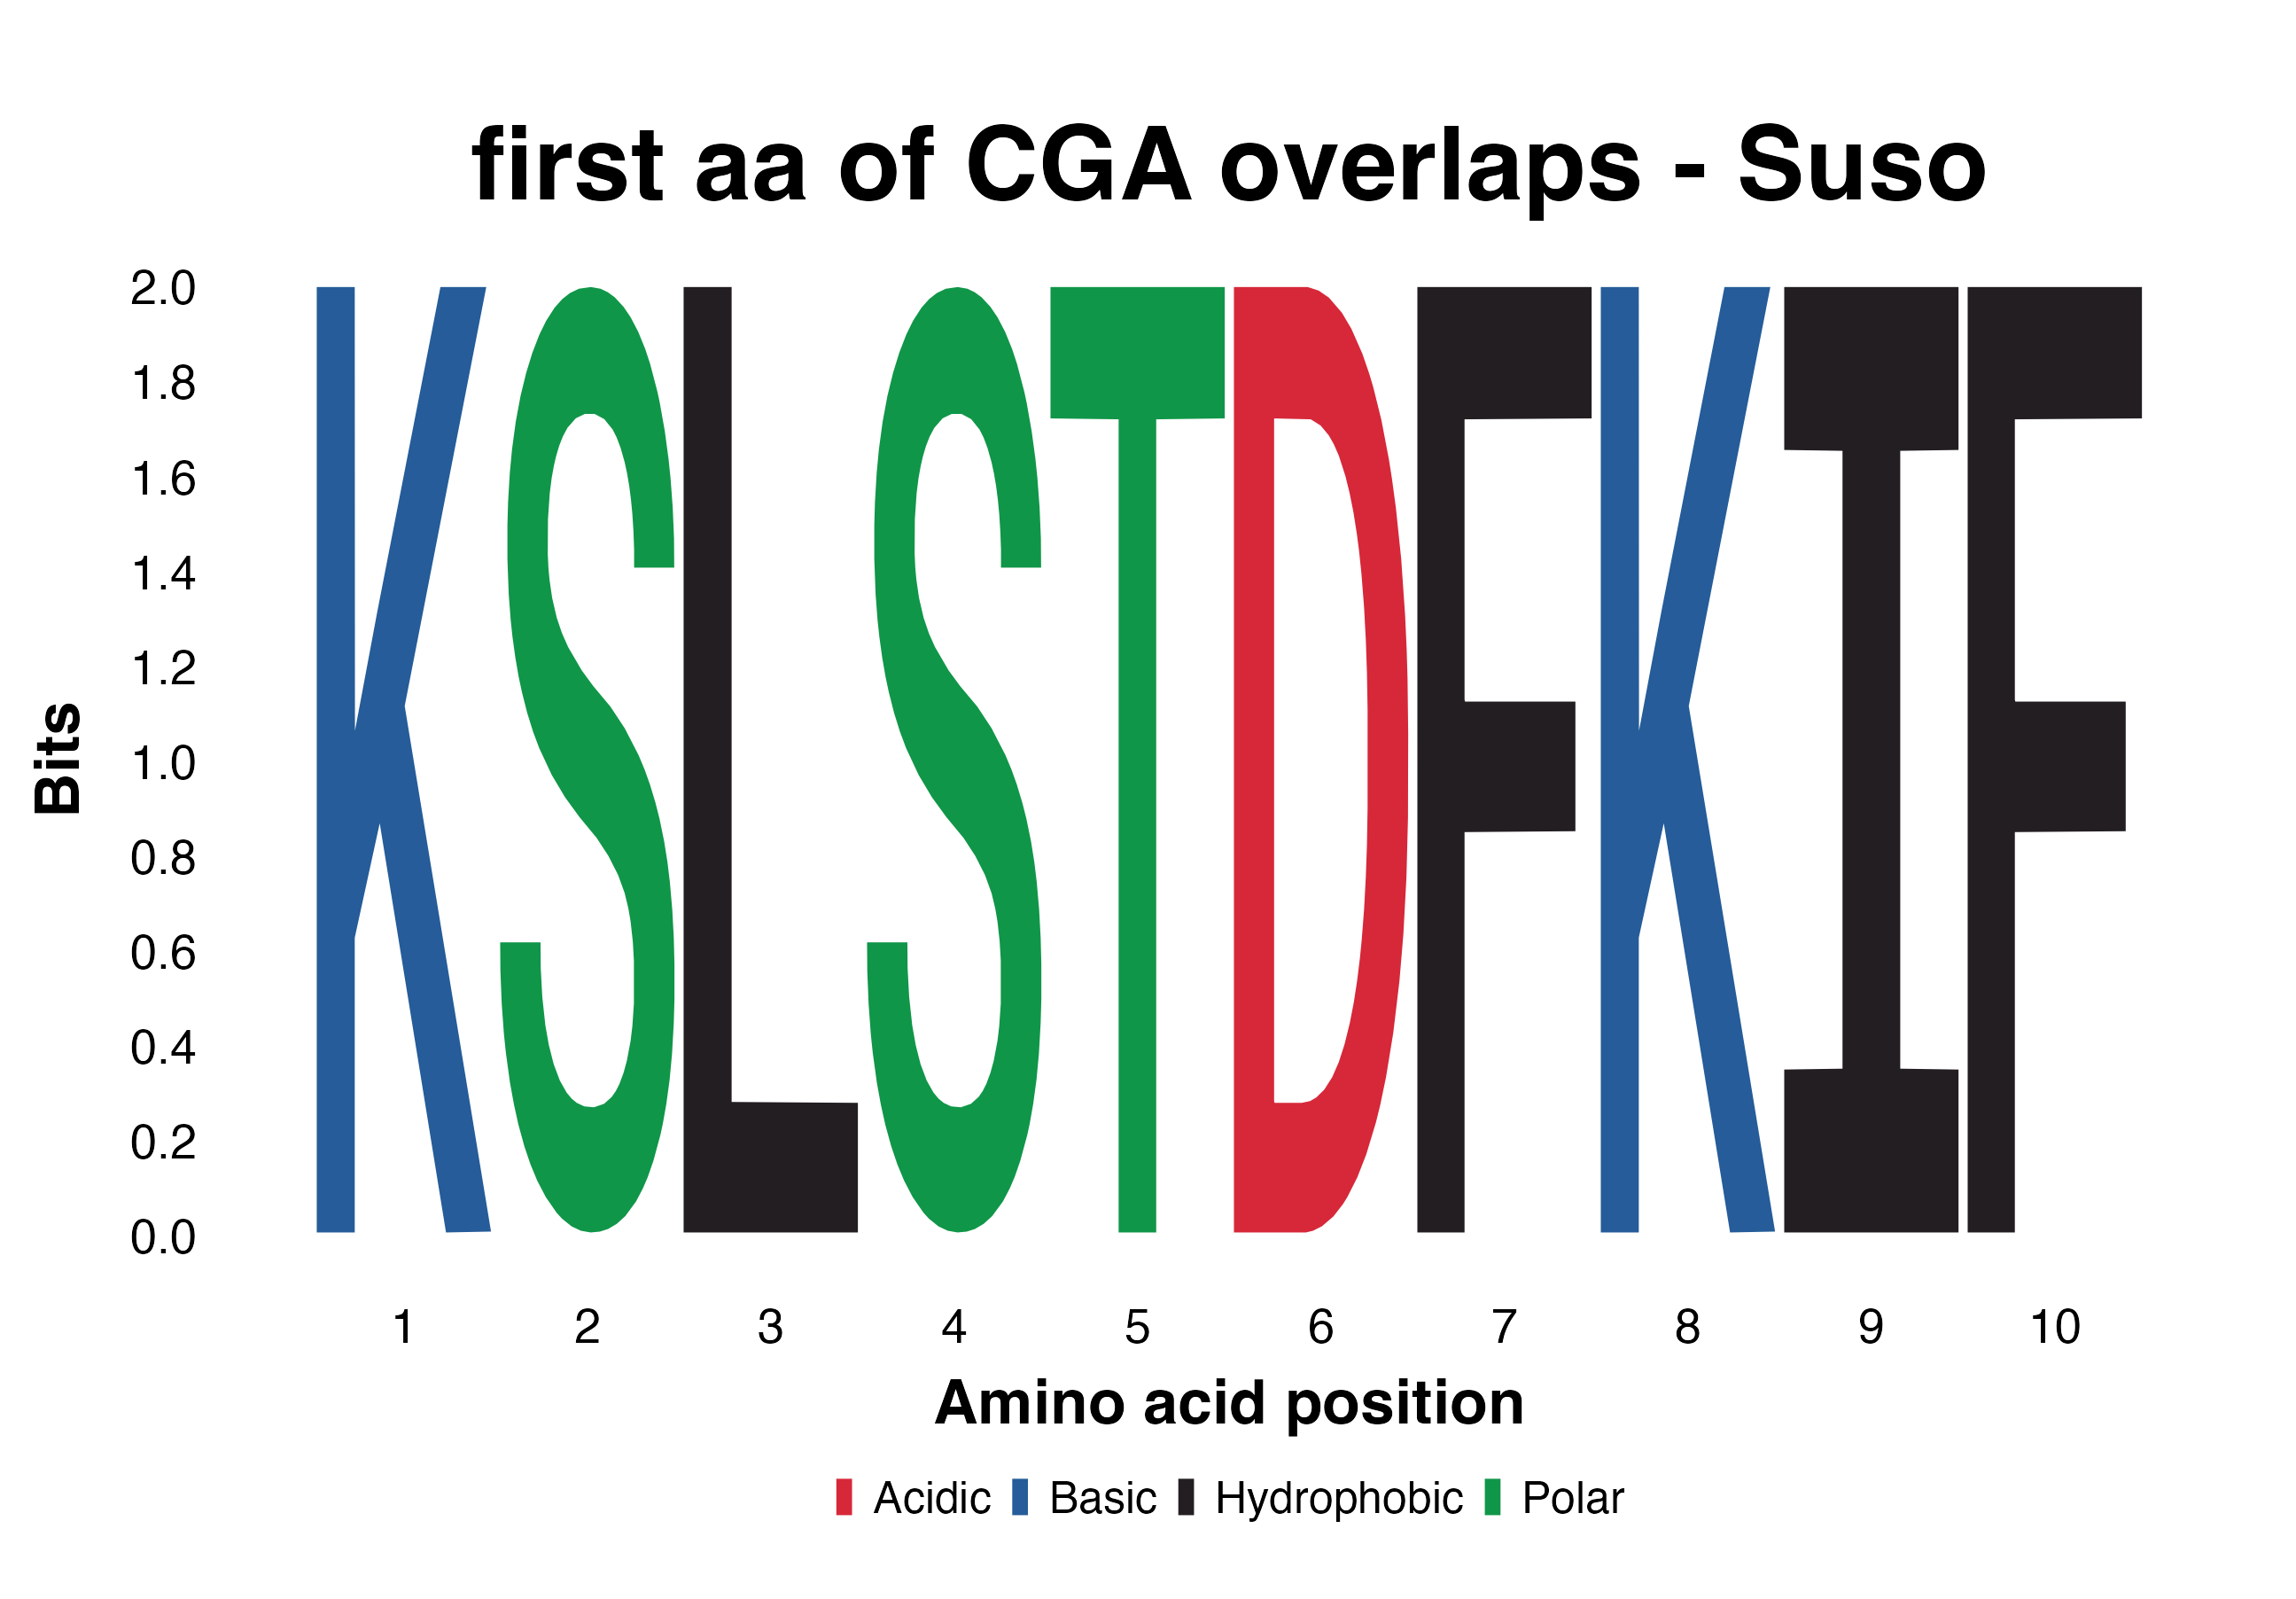 first aa of CGA overlaps - Suso
2.0
1.8
1.6
1.4
1.2
1.0
0.8
0.6
0.4
0.2
0.0
Bits
KSLSTDFKIF
1 2 3 4 5 6 7 8 9 10
Amino acid position
Acidic Basic Hydrophobic Polar